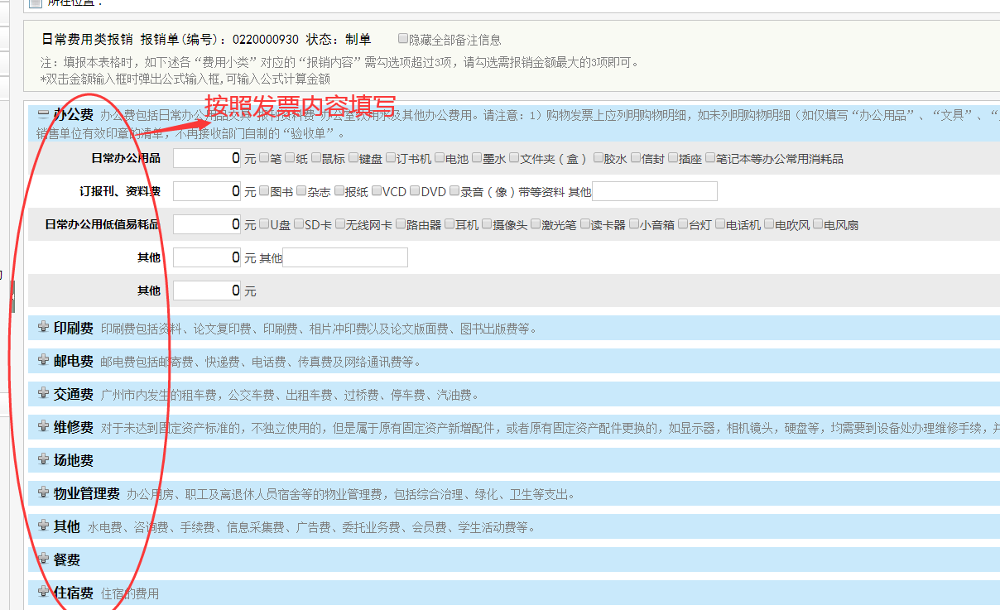 所在位置：
日常费用类报销 报销单(编号)：0220000930 状态：制单 隐藏全部备注信息
注：填报本表格时，如下述各“费用小类”对应的“报销内容”需勾选项超过3项，请勾选需报销金额最大的3项即可。
*双击金额输入框时弹出公式输入框,可输入公式计算金额
按照发票内容填写
办公费 办公费包括日常办公用品文具 报刊资料费 办公室饮用水及其他办公费用。请注意：1）购物发票上应列明购物明细，如未列明购物明细（如仅填写“办公用品”、“文具”、“
销售单位有效印章的清单，不再接收部门自制的“验收单”。
日常办公用品 0 元 笔 纸 鼠标 键盘 订书机 电池 墨水 文件夹（盒） 胶水 信封 插座 笔记本等办公常用消耗品
订报刊、资料费 0 元 图书 杂志 报纸 VCD DVD 录音（像）带等资料 其他
日常办公用低值易耗品 0 元 U盘 SD卡 无线网卡 路由器 耳机 摄像头 激光笔 读卡器 小音箱 台灯 电话机 电吹风 电风扇
其他 0 元 其他
其他 0 元
印刷费 印刷费包括资料、论文复印费、印刷费、相片冲印费以及论文版面费、图书出版费等。
邮电费 邮电费包括邮寄费、快递费、电话费、传真费及网络通讯费等。
交通费 广州市内发生的租车费，公交车费、出租车费、过桥费、停车费、汽油费。
维修费 对于未达到固定资产标准的，不独立使用的，但是属于原有固定资产新增配件，或者原有固定资产配件更换的，如显示器，相机镜头，硬盘等，均需要到设备处办理维修手续，并
场地费
物业管理费 办公用房、职工及离退休人员宿舍等的物业管理费，包括综合治理、绿化、卫生等支出。
其他 水电费、咨询费、手续费、信息采集费、广告费、委托业务费、会员费、学生活动费等。
餐费
住宿费 住宿的费用